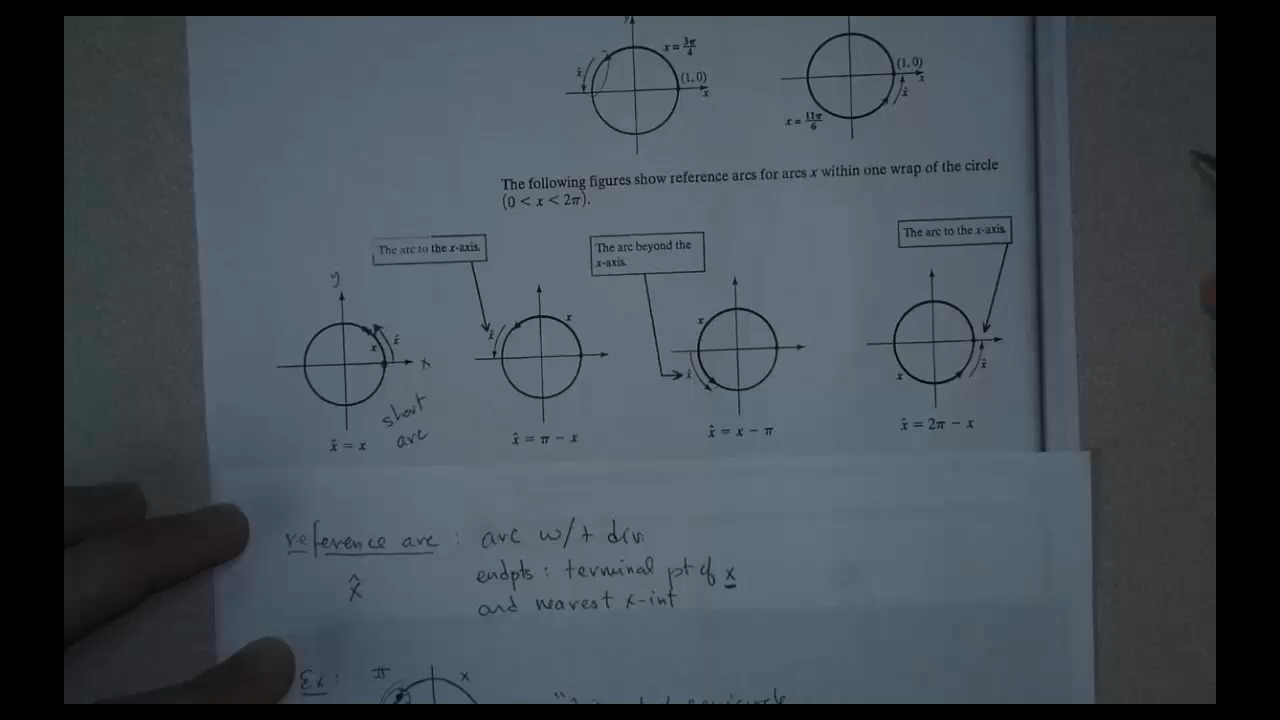 y
x = 3π/4
x̂
(1, 0)
x
(1, 0)
x
x̂
x = 11π/6
The following figures show reference arcs for arcs x within one wrap of the circle
(0 < x < 2π).
The arc to the x-axis.
The arc beyond the
x-axis.
The arc to the x-axis.
y
x
x̂
x
x
x̂
x
x̂
x
x̂
short
arc
x̂ = x
x̂ = π − x
x̂ = x − π
x̂ = 2π − x
reference arc : arc w/ + dir.
x̂
endpts : terminal pt of x
and nearest x-int
Ex:
π
x